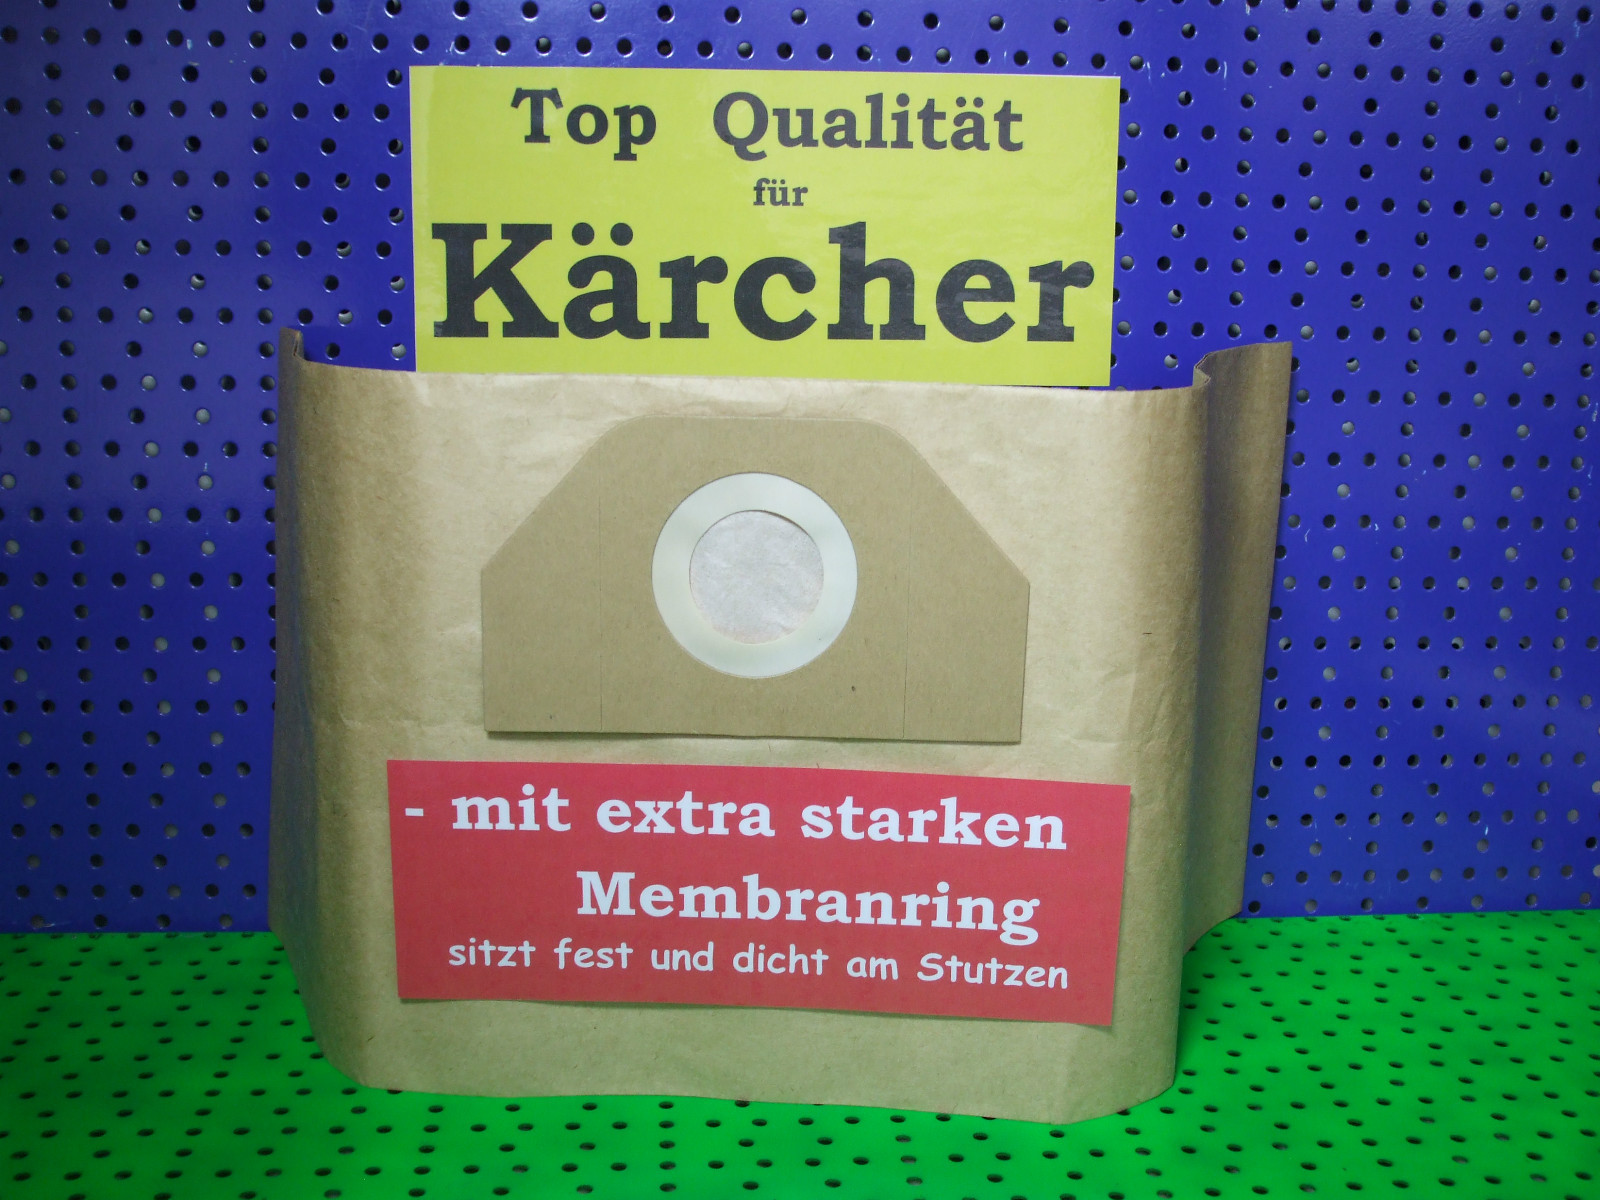 Top Qualität
für
Kärcher
- mit extra starken
Membranring
sitzt fest und dicht am Stutzen